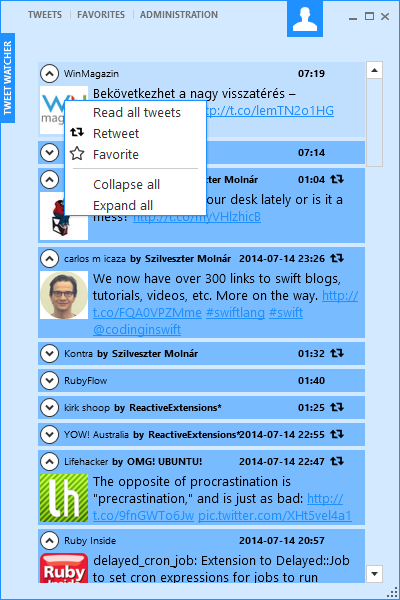 TWEETS | FAVORITES | ADMINISTRATION
TWEET WATCHER
WinMagazin 07:19
Bekövetkezhet a nagy visszatérés –
http://t.co/lemTN2o1HG
Read all tweets
Retweet
Favorite
Collapse all
Expand all
07:14
Szilveszter Molnár 01:04
your desk lately or is it a
mess? http://t.co/myVHlzhicB
carlos m icaza by Szilveszter Molnár 2014-07-14 23:26
We now have over 300 links to swift blogs,
tutorials, videos, etc. More on the way. http://
t.co/FQA0VPZMme #swiftlang #swift
@codinginswift
Kontra by Szilveszter Molnár 01:32
RubyFlow 01:40
kirk shoop by ReactiveExtensions* 01:25
YOW! Australia by ReactiveExtensions* 2014-07-14 22:55
Lifehacker by OMG! UBUNTU! 2014-07-14 22:47
The opposite of procrastination is
"precrastination," and is just as bad: http://
t.co/9fnGWTo6Jw pic.twitter.com/XHt5vel4a1
lh
Ruby Inside 2014-07-14 20:57
delayed_cron_job: Extension to Delayed::Job
to set cron expressions for jobs to run
Ruby